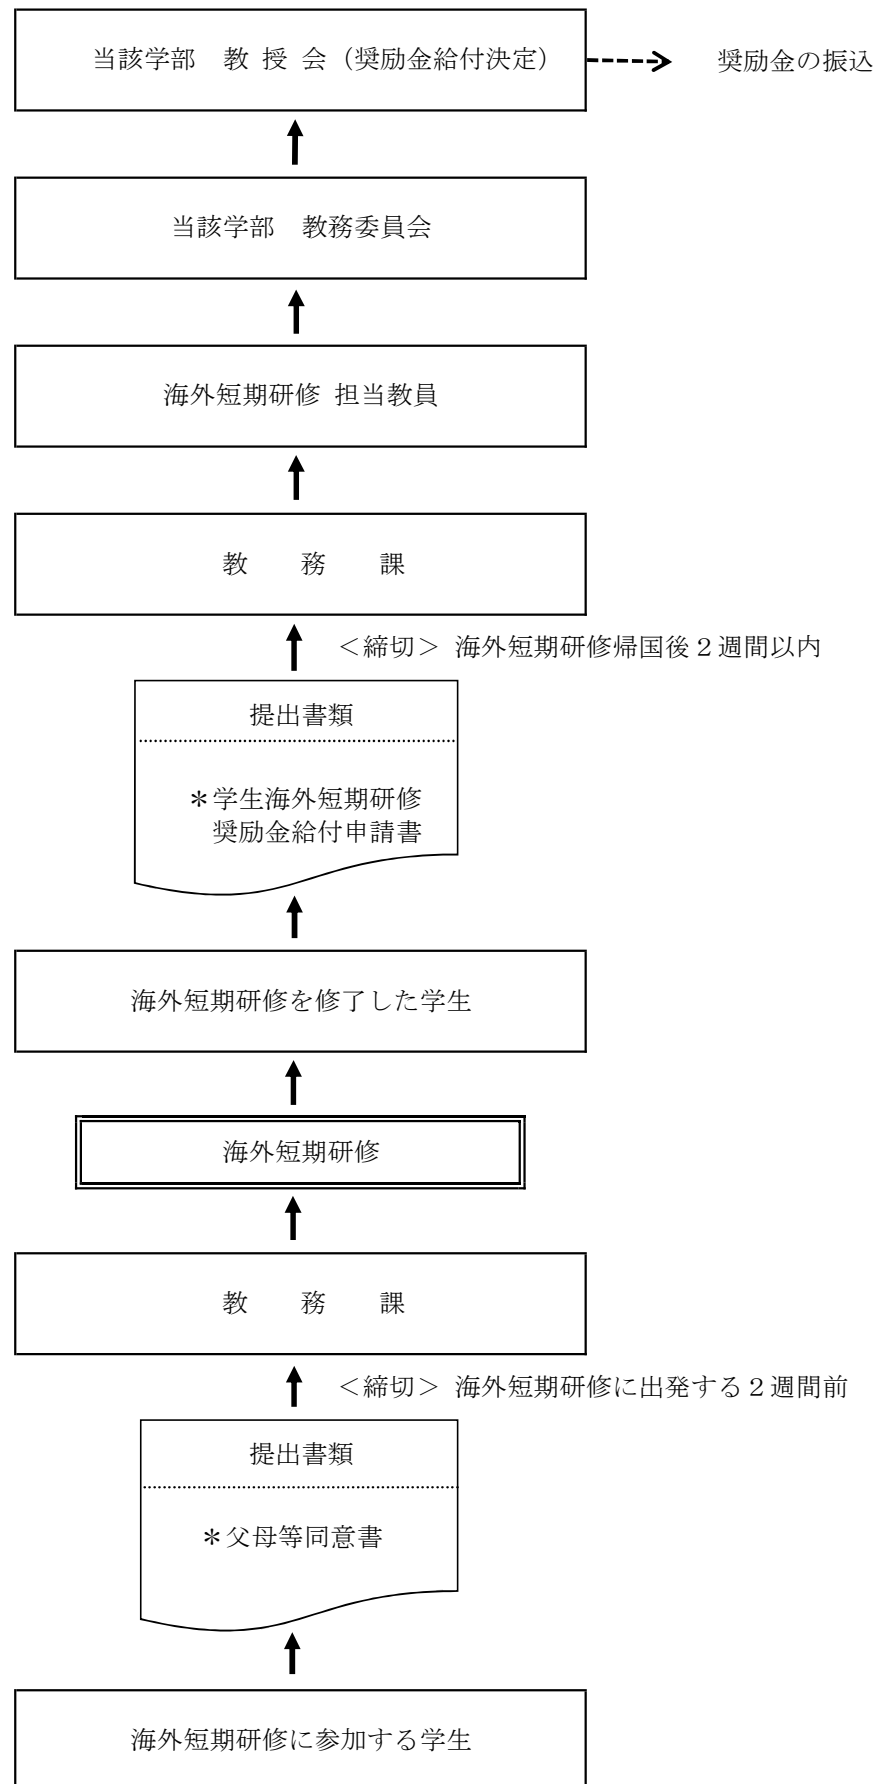 当該学部　教 授 会（奨励金給付決定）
奨励金の振込
当該学部　教務委員会
海外短期研修 担当教員
教　務　課
＜締切＞ 海外短期研修帰国後２週間以内
提出書類
＊学生海外短期研修
奨励金給付申請書
海外短期研修を修了した学生
海外短期研修
教　務　課
＜締切＞ 海外短期研修に出発する２週間前
提出書類
＊父母等同意書
海外短期研修に参加する学生